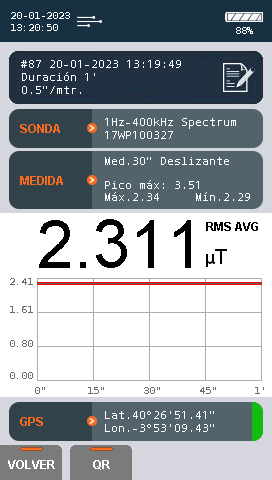 20-01-2023
13:20:50
88%
#87 20-01-2023 13:19:49
Duración 1'
0.5"/mtr.
SONDA
1Hz-400kHz Spectrum
17WP100327
MEDIDA
Med.30" Deslizante
Pico máx: 3.51
Máx.2.34 Mín.2.29
2.311 RMS AVG
µT
2.41
1.61
0.80
0.00
0" 15" 30" 45" 1'
GPS
Lat.40°26'51.41"
Lon.-3°53'09.43"
VOLVER QR